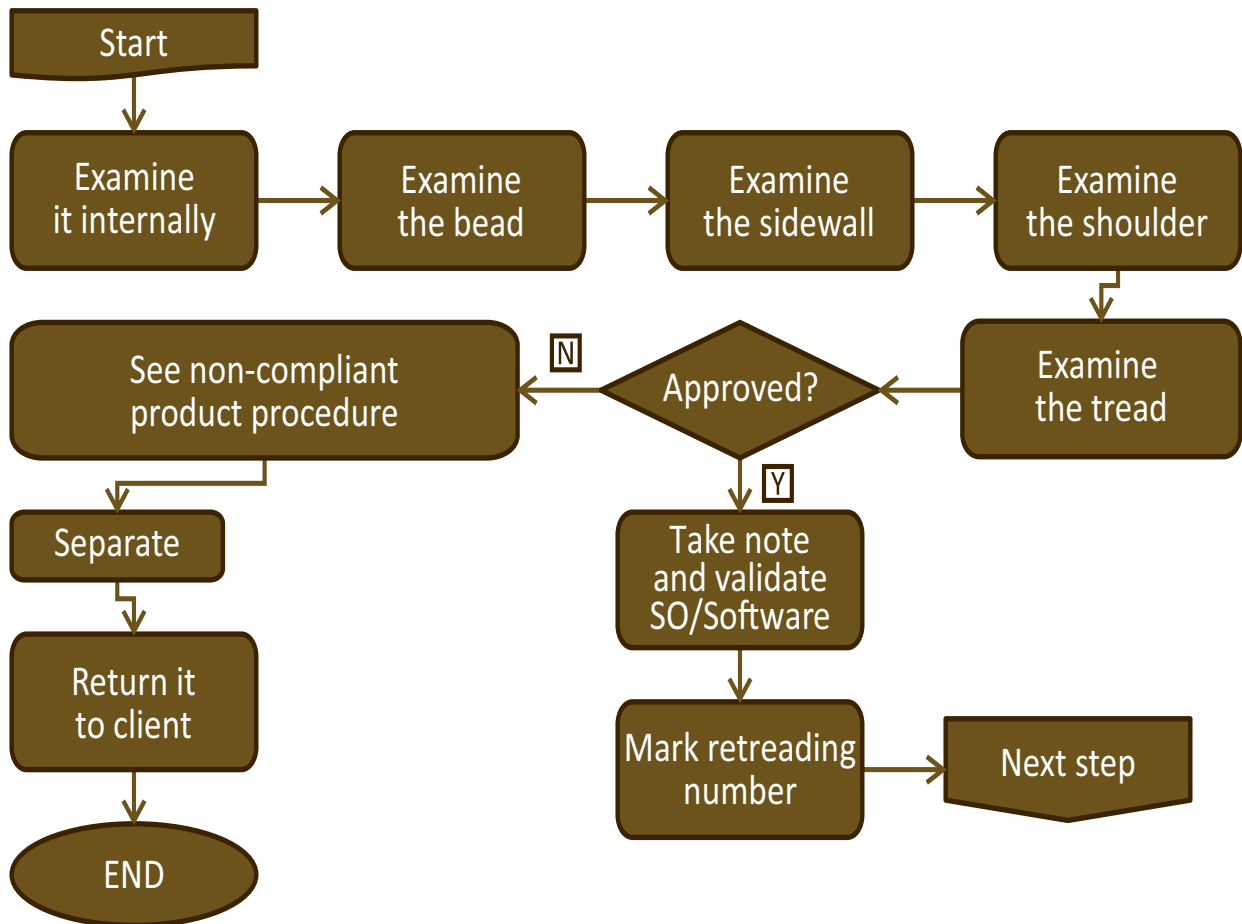 Start
Examine
it internally
Examine
the bead
Examine
the sidewall
Examine
the shoulder
Examine
the tread
Approved?
N
See non-compliant
product procedure
Separate
Return it
to client
END
Y
Take note
and validate
SO/Software
Mark retreading
number
Next step